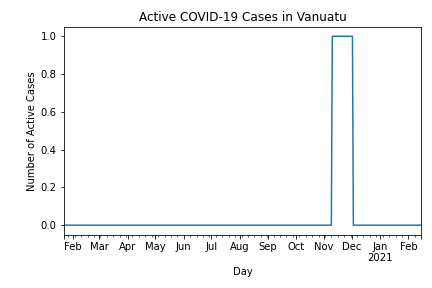 Active COVID-19 Cases in Vanuatu
Number of Active Cases
1.0
0.8
0.6
0.4
0.2
0.0
Feb Mar Apr May Jun Jul Aug Sep Oct Nov Dec Jan Feb
2021
Day